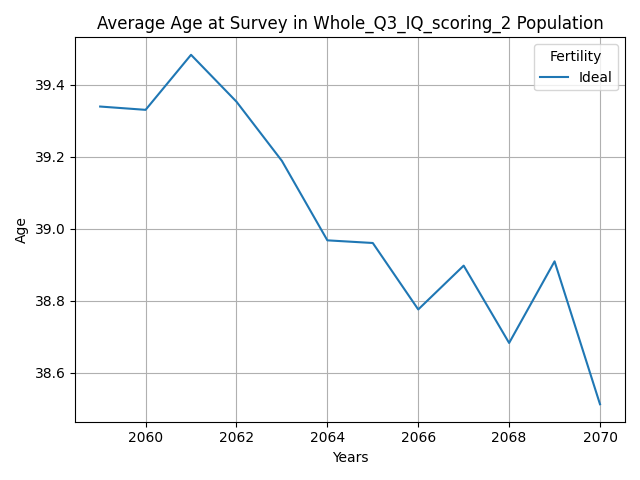 Average Age at Survey in Whole_Q3_IQ_scoring_2 Population
Fertility
Ideal
39.4
39.2
39.0
38.8
38.6
Age
2060
2062
2064
2066
2068
2070
Years